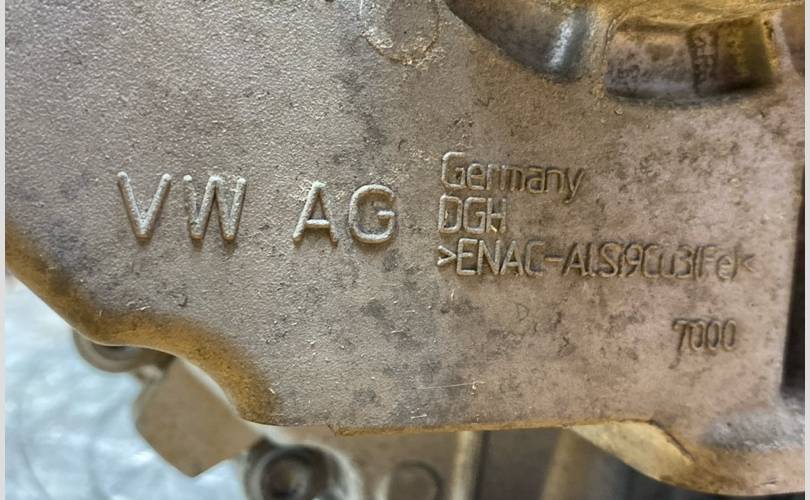 VW AG
Germany
DGH
>ENAC-AlSi9Cu3(Fe)<
7000